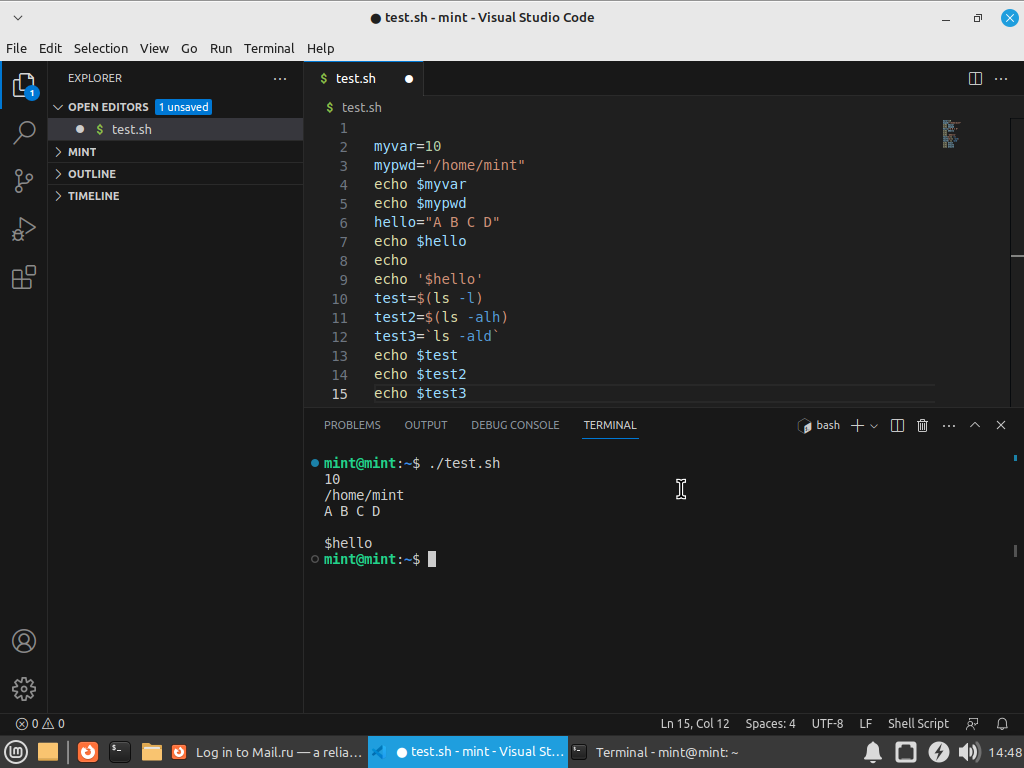 test.sh - mint - Visual Studio Code
File Edit Selection View Go Run Terminal Help
EXPLORER
1
OPEN EDITORS 1 unsaved
$ test.sh
MINT
OUTLINE
TIMELINE
$ test.sh
$ test.sh
1
2 myvar=10
3 mypwd="/home/mint"
4 echo $myvar
5 echo $mypwd
6 hello="A B C D"
7 echo $hello
8 echo
9 echo '$hello'
10 test=$(ls -l)
11 test2=$(ls -alh)
12 test3=`ls -ald`
13 echo $test
14 echo $test2
15 echo $test3
PROBLEMS OUTPUT DEBUG CONSOLE TERMINAL bash
mint@mint:~$ ./test.sh
10
/home/mint
A B C D
$hello
mint@mint:~$
0 0 Ln 15, Col 12 Spaces: 4 UTF-8 LF Shell Script
Log in to Mail.ru — a relia... test.sh - mint - Visual St... Terminal - mint@mint: ~ 14:48